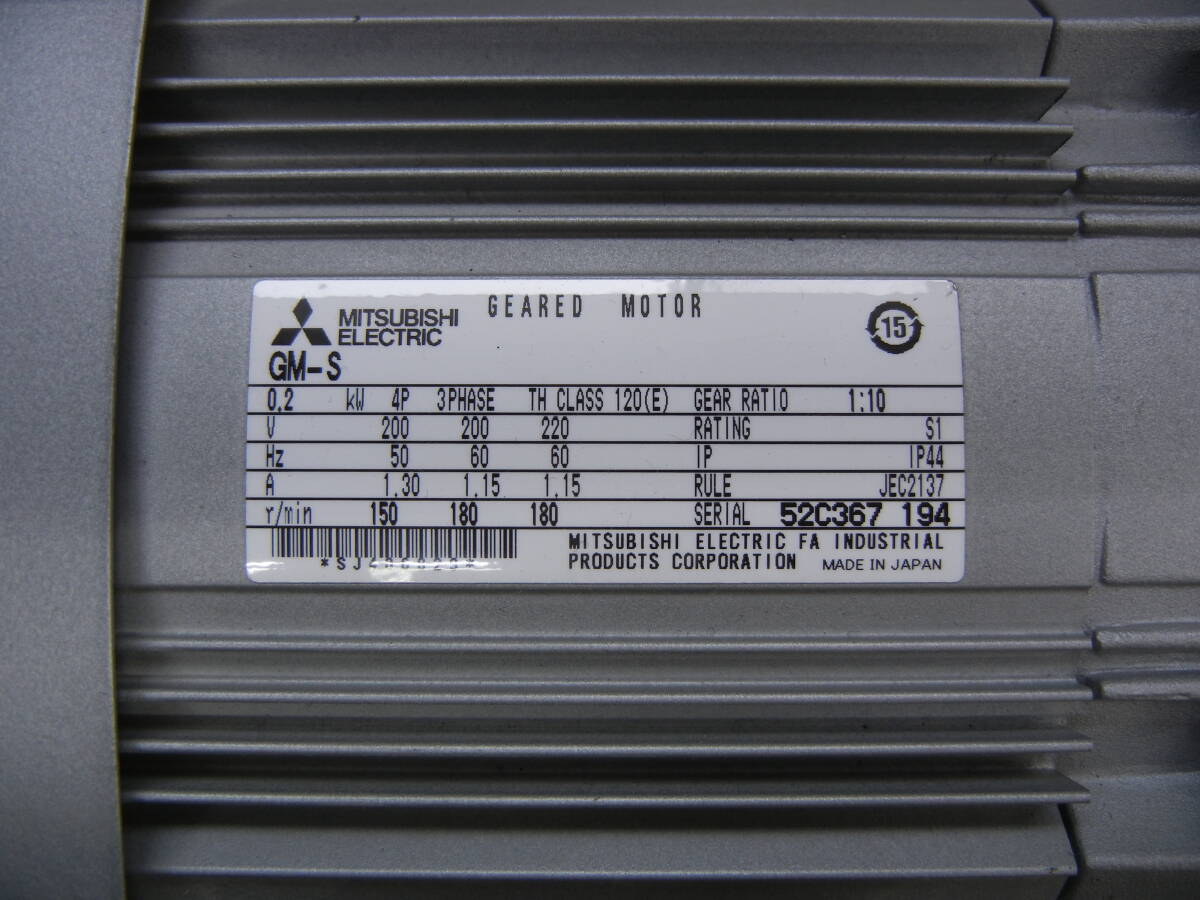 GEARED MOTOR
MITSUBISHI
ELECTRIC
15
GM-S
0.2 kW 4P 3PHASE TH CLASS 120(E) GEAR RATIO 1:10
V 200 200 220 RATING S1
Hz 50 60 60 IP IP44
A 1.30 1.15 1.15 RULE JEC2137
r/min 150 180 180 SERIAL 52C367 194
MITSUBISHI ELECTRIC FA INDUSTRIAL
PRODUCTS CORPORATION MADE IN JAPAN